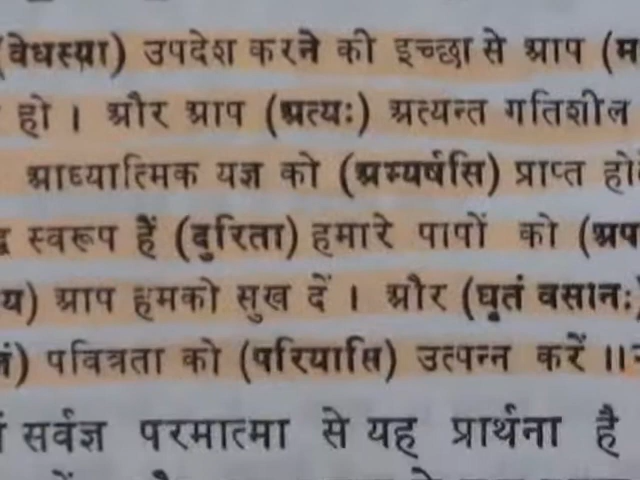 (वेधस्या) उपदेश करने की इच्छा से आप (म
हो । और आप (अत्यः) अत्यन्त गतिशील
आध्यात्मिक यज्ञ को (अभ्यर्षसि) प्राप्त हो
स्वरूप हैं (दुरिता) हमारे पापों को (अप
य) आप हमको सुख दें । और (घृतं वसानः)
पवित्रता को (परियासि) उत्पन्न करें ॥
सर्वज्ञ परमात्मा से यह प्रार्थना है